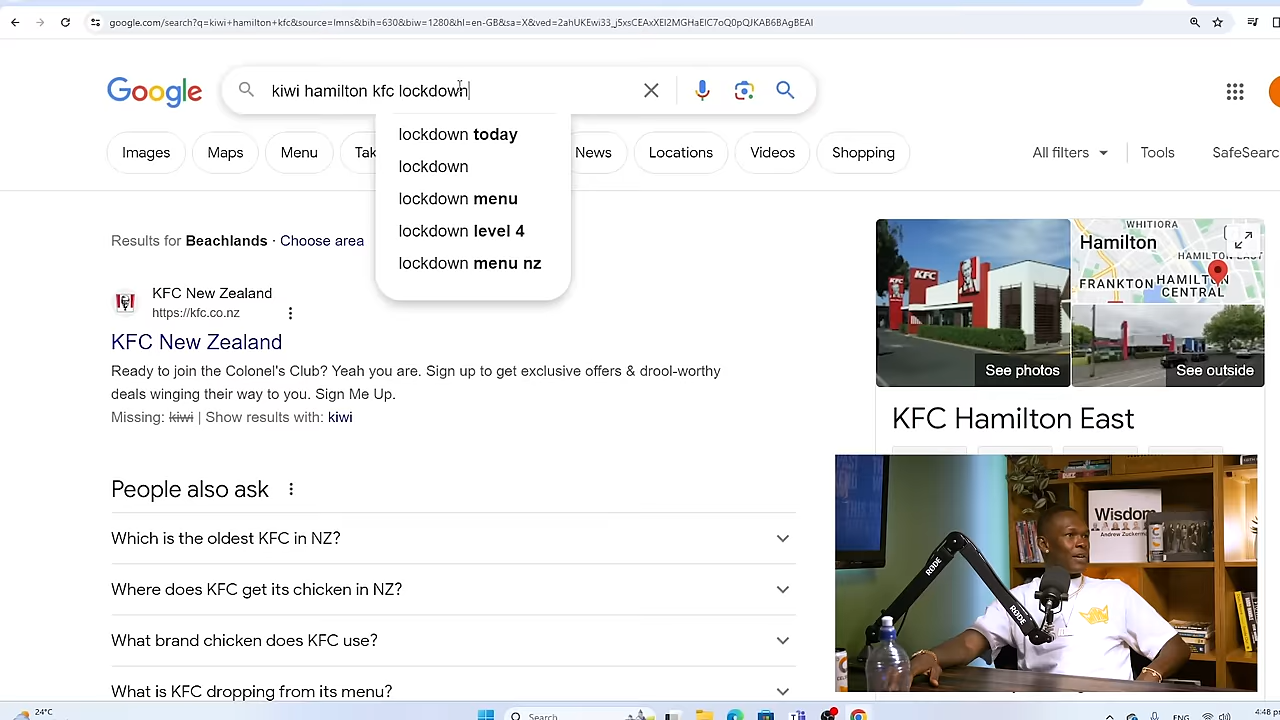 google.com/search?q=kiwi+hamilton+kfc&source=lmns&bih=630&biw=1280&hl=en-GB&sa=X&ved=2ahUKEwi33_j5xsCEAxXEI2MGHaEIC7oQ0pQJKAB6BAgBEAI
Google
kiwi hamilton kfc lockdown
lockdown today
lockdown
lockdown menu
lockdown level 4
lockdown menu nz
Images
Maps
Menu
Tak
News
Locations
Videos
Shopping
All filters
Tools
SafeSearc
Results for Beachlands · Choose area
KFC New Zealand
https://kfc.co.nz
KFC New Zealand
Ready to join the Colonel's Club? Yeah you are. Sign up to get exclusive offers & drool-worthy
deals winging their way to you. Sign Me Up.
Missing: kiwi | Show results with: kiwi
People also ask
Which is the oldest KFC in NZ?
Where does KFC get its chicken in NZ?
What brand chicken does KFC use?
What is KFC dropping from its menu?
KFC
See photos
WHITIORA
Hamilton
HAMILTON EAST
FRANKTON
HAMILTON
CENTRAL
See outside
KFC Hamilton East
Wisdom
Andrew Zuckerman
RODE
RODE
24°C
Search
4:48 pm